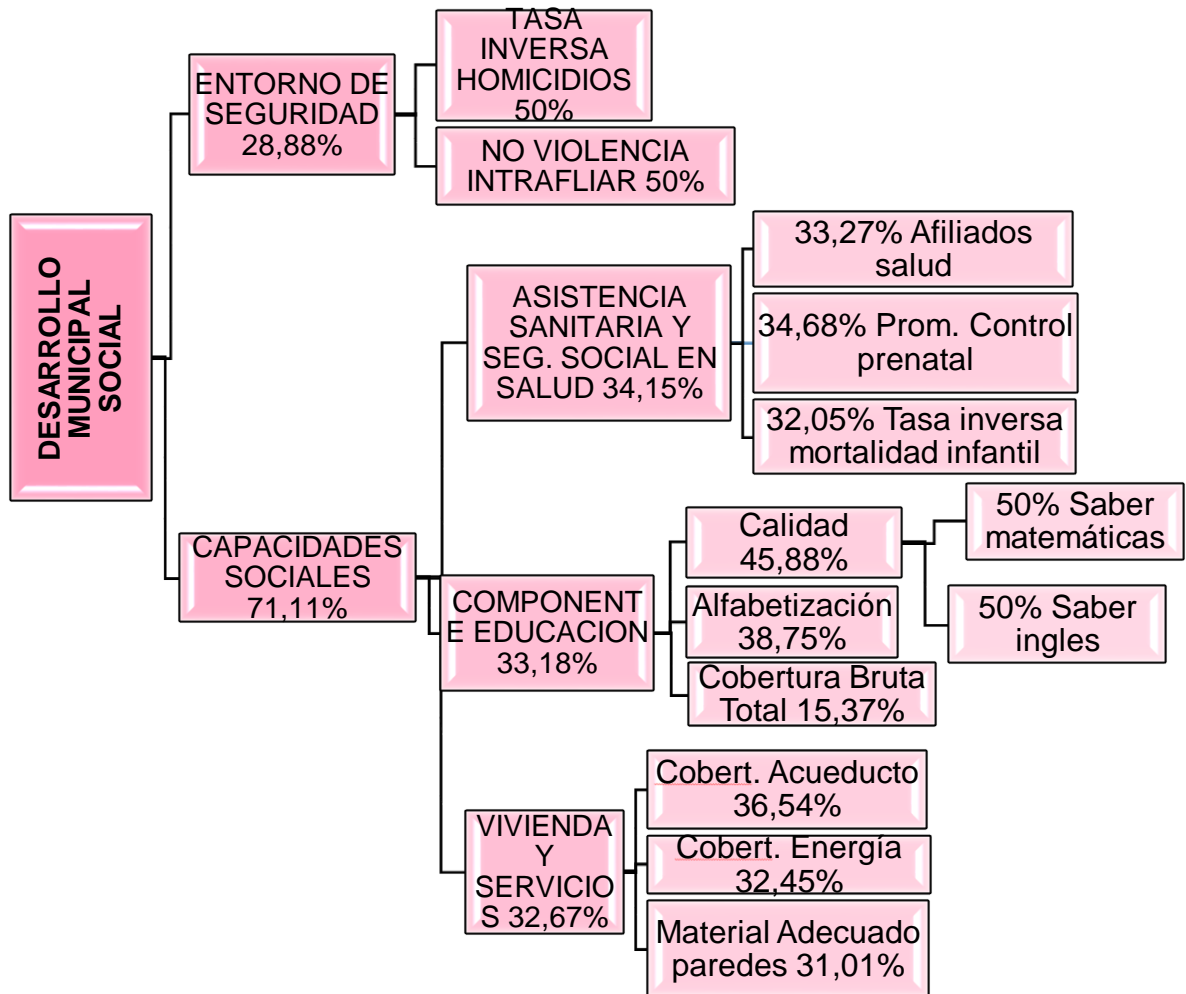 DESARROLLO
MUNICIPAL
SOCIAL
ENTORNO DE
SEGURIDAD
28,88%
TASA
INVERSA
HOMICIDIOS
50%
NO VIOLENCIA
INTRAFLIAR 50%
CAPACIDADES
SOCIALES
71,11%
ASISTENCIA
SANITARIA Y
SEG. SOCIAL EN
SALUD 34,15%
33,27% Afiliados
salud
34,68% Prom. Control
prenatal
32,05% Tasa inversa
mortalidad infantil
COMPONENT
E EDUCACION
33,18%
Calidad
45,88%
50% Saber
matemáticas
50% Saber
ingles
Alfabetización
38,75%
Cobertura Bruta
Total 15,37%
VIVIENDA
Y
SERVICIO
S 32,67%
Cobert. Acueducto
36,54%
Cobert. Energía
32,45%
Material Adecuado
paredes 31,01%